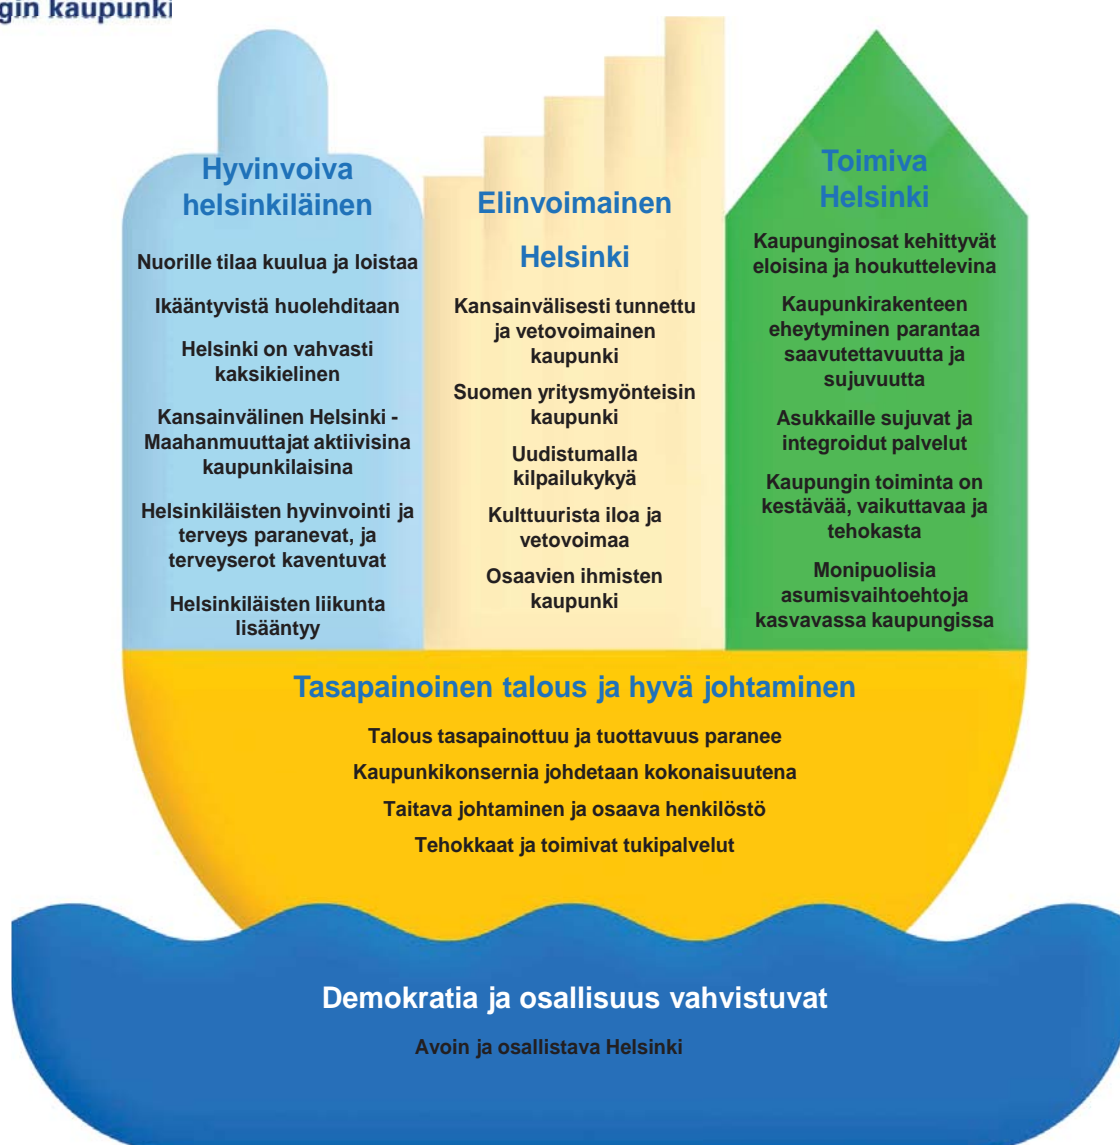 gin kaupunki
Hyvinvoiva
helsinkiläinen
Nuorille tilaa kuulua ja loistaa
Ikääntyvistä huolehditaan
Helsinki on vahvasti
kaksikielinen
Kansainvälinen Helsinki -
Maahanmuuttajat aktiivisina
kaupunkilaisina
Helsinkiläisten hyvinvointi ja
terveys paranevat, ja
terveyserot kaventuvat
Helsinkiläisten liikunta
lisääntyy
Elinvoimainen
Helsinki
Kansainvälisesti tunnettu
ja vetovoimainen
kaupunki
Suomen yritysmyönteisin
kaupunki
Uudistumalla
kilpailukykyä
Kulttuurista iloa ja
vetovoimaa
Osaavien ihmisten
kaupunki
Toimiva
Helsinki
Kaupunginosat kehittyvät
eloisina ja houkuttelevina
Kaupunkirakenteen
eheytyminen parantaa
saavutettavuutta ja
sujuvuutta
Asukkaille sujuvat ja
integroidut palvelut
Kaupungin toiminta on
kestävää, vaikuttavaa ja
tehokasta
Monipuolisia
asumisvaihtoehtoja
kasvavassa kaupungissa
Tasapainoinen talous ja hyvä johtaminen
Talous tasapainottuu ja tuottavuus paranee
Kaupunkikonsernia johdetaan kokonaisuutena
Taitava johtaminen ja osaava henkilöstö
Tehokkaat ja toimivat tukipalvelut
Demokratia ja osallisuus vahvistuvat
Avoin ja osallistava Helsinki